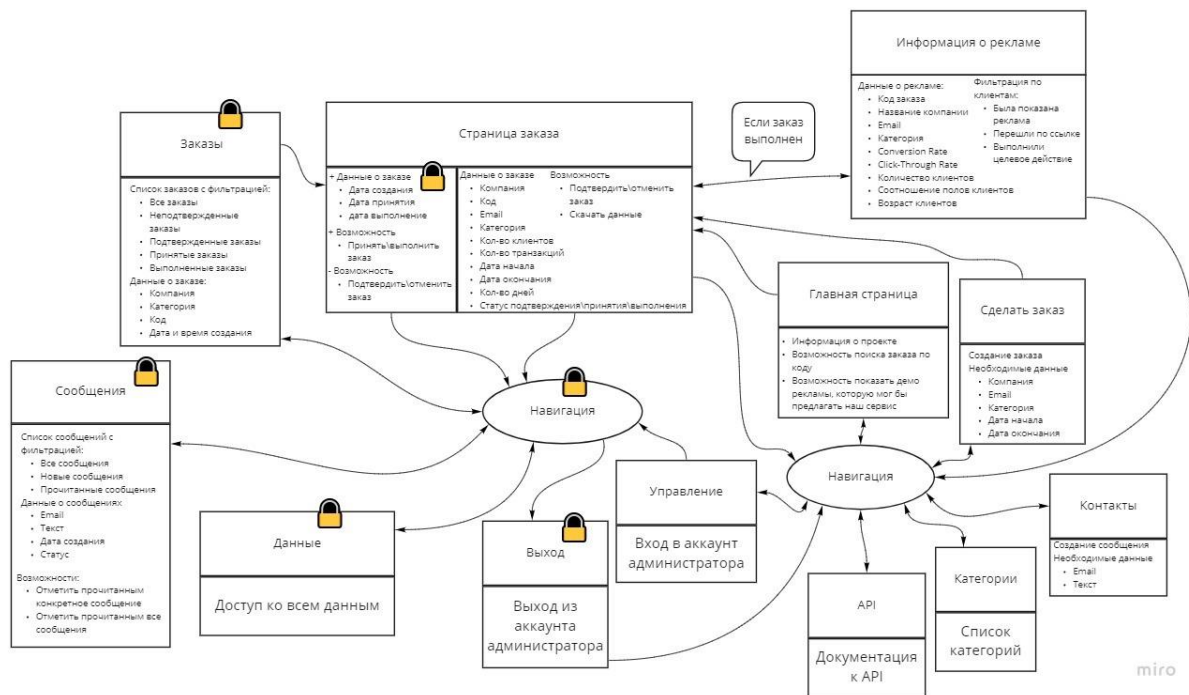 Информация о рекламе
Данные о рекламе:
Код заказа
Название компании
Email
Категория
Conversion Rate
Click-Through Rate
Количество клиентов
Соотношение полов клиентов
Возраст клиентов
Фильтрация по
клиентам:
Была показана
реклама
Перешли по ссылке
Выполнили
целевое действие
Если заказ
выполнен
Заказы
Список заказов с фильтрацией:
Все заказы
Неподтвержденные
заказы
Подтвержденные заказы
Принятые заказы
Выполненные заказы
Данные о заказе:
Компания
Категория
Код
Дата и время создания
Страница заказа
+ Данные о заказе
Дата создания
Дата принятия
дата выполнение
+ Возможность
Принять\выполнить
заказ
- Возможность
Подтвердить\отменить
заказ
Данные о заказе
Компания
Код
Email
Категория
Кол-во клиентов
Кол-во транзакций
Дата начала
Дата окончания
Кол-во дней
Статус подтверждения\принятия\выполнения
Возможность
Подтвердить\отменить
заказ
Скачать данные
Главная страница
Информация о проекте
Возможность поиска заказа по
коду
Возможность показать демо
рекламы, которую мог бы
предлагать наш сервис
Сделать заказ
Создание заказа
Необходимые данные
Компания
Email
Категория
Дата начала
Дата окончания
Сообщения
Список сообщений с
фильтрацией:
Все сообщения
Новые сообщения
Прочитанные сообщения
Данные о сообщениях
Email
Текст
Дата создания
Статус
Возможности:
Отметить прочитанным
конкретное сообщение
Отметить прочитанным все
сообщения
Навигация
Навигация
Данные
Доступ ко всем данным
Выход
Выход из
аккаунта
администратора
Управление
Вход в аккаунт
администратора
API
Документация
к API
Категории
Список
категорий
Контакты
Создание сообщения
Необходимые данные
Email
Текст
miro